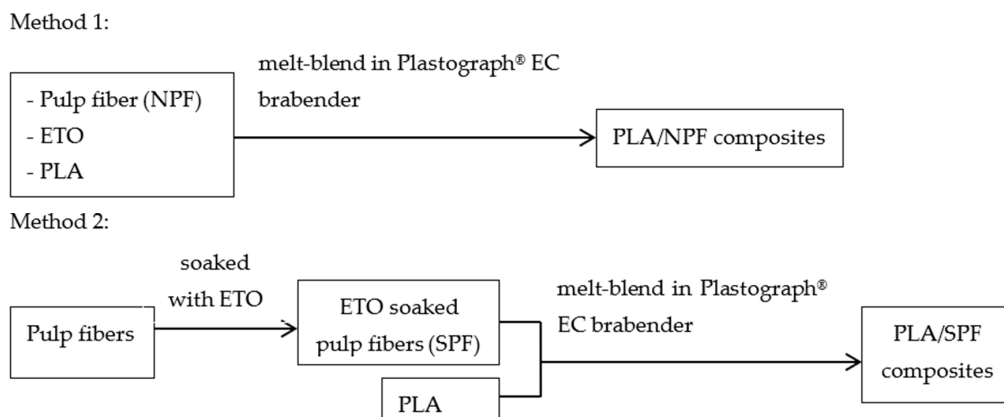 Method 1:
- Pulp fiber (NPF)
- ETO
- PLA
melt-blend in Plastograph® EC
brabender
PLA/NPF composites
Method 2:
Pulp fibers
soaked
with ETO
ETO soaked
pulp fibers (SPF)
PLA
melt-blend in Plastograph®
EC brabender
PLA/SPF
composites